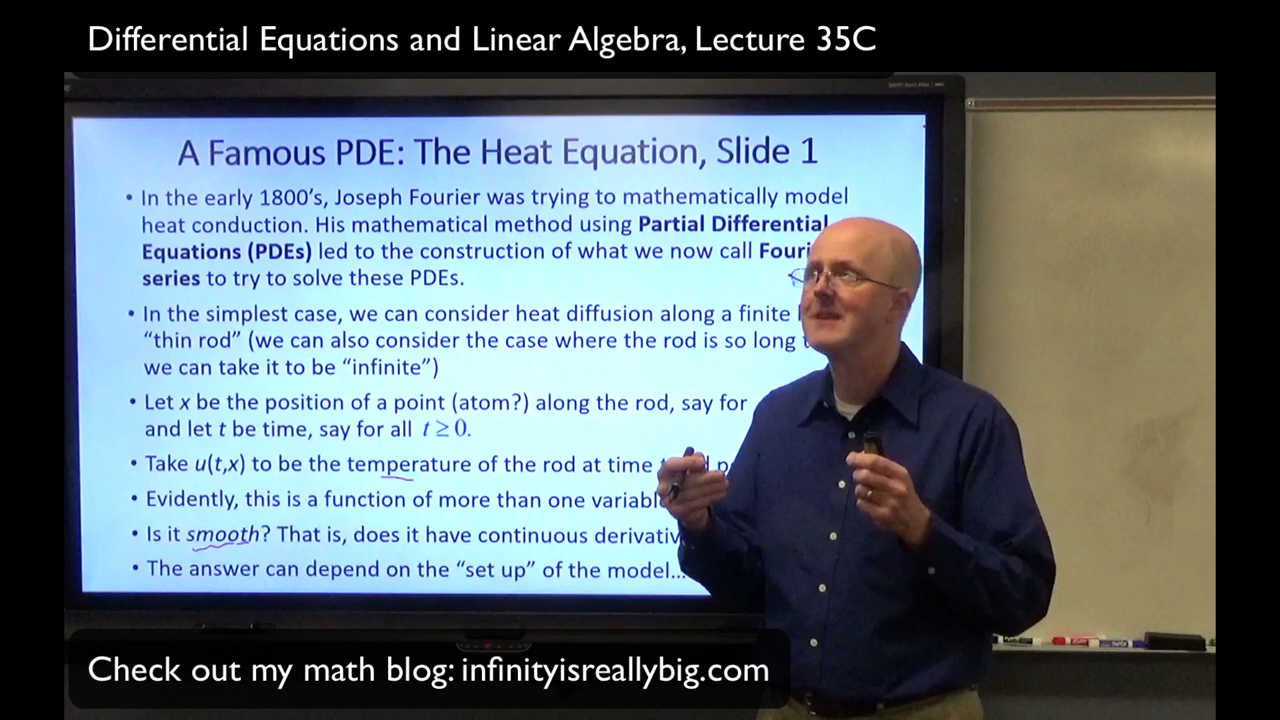 Differential Equations and Linear Algebra, Lecture 35C
A Famous PDE: The Heat Equation, Slide 1
• In the early 1800's, Joseph Fourier was trying to mathematically model
heat conduction. His mathematical method using Partial Differential
Equations (PDEs) led to the construction of what we now call
series to try to solve these PDEs.
• In the simplest case, we can consider heat diffusion along a finite
"thin rod" (we can also consider the case where the rod is so long
we can take it to be "infinite")
• Let x be the position of a point (atom?) along the rod, say for
and let t be time, say for all t ≥ 0.
• Take u(t,x) to be the temperature of the rod at time
• Evidently, this is a function of more than one
• Is it smooth? That is, does it have continuous
• The answer can depend on the "set up" of the model...
Check out my math blog: infinityisreallybig.com